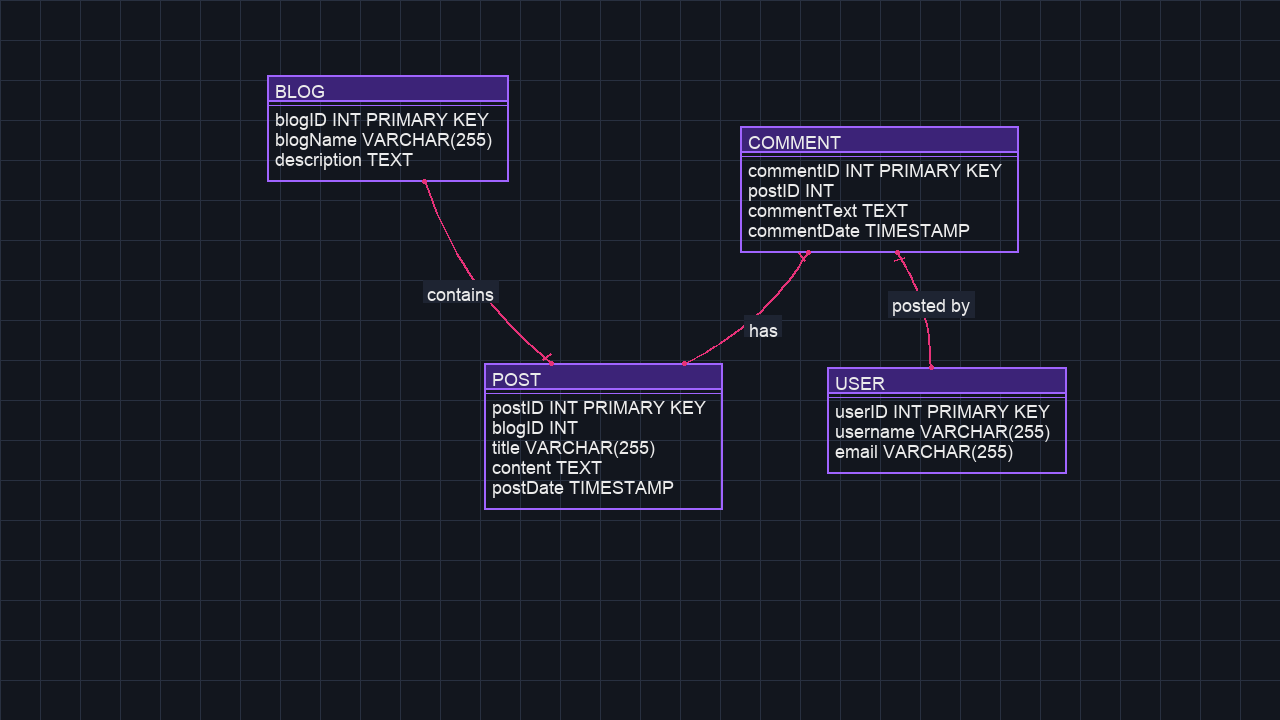 BLOG
blogID INT PRIMARY KEY
blogName VARCHAR(255)
description TEXT
COMMENT
commentID INT PRIMARY KEY
postID INT
commentText TEXT
commentDate TIMESTAMP
contains
has
posted by
POST
postID INT PRIMARY KEY
blogID INT
title VARCHAR(255)
content TEXT
postDate TIMESTAMP
USER
userID INT PRIMARY KEY
username VARCHAR(255)
email VARCHAR(255)